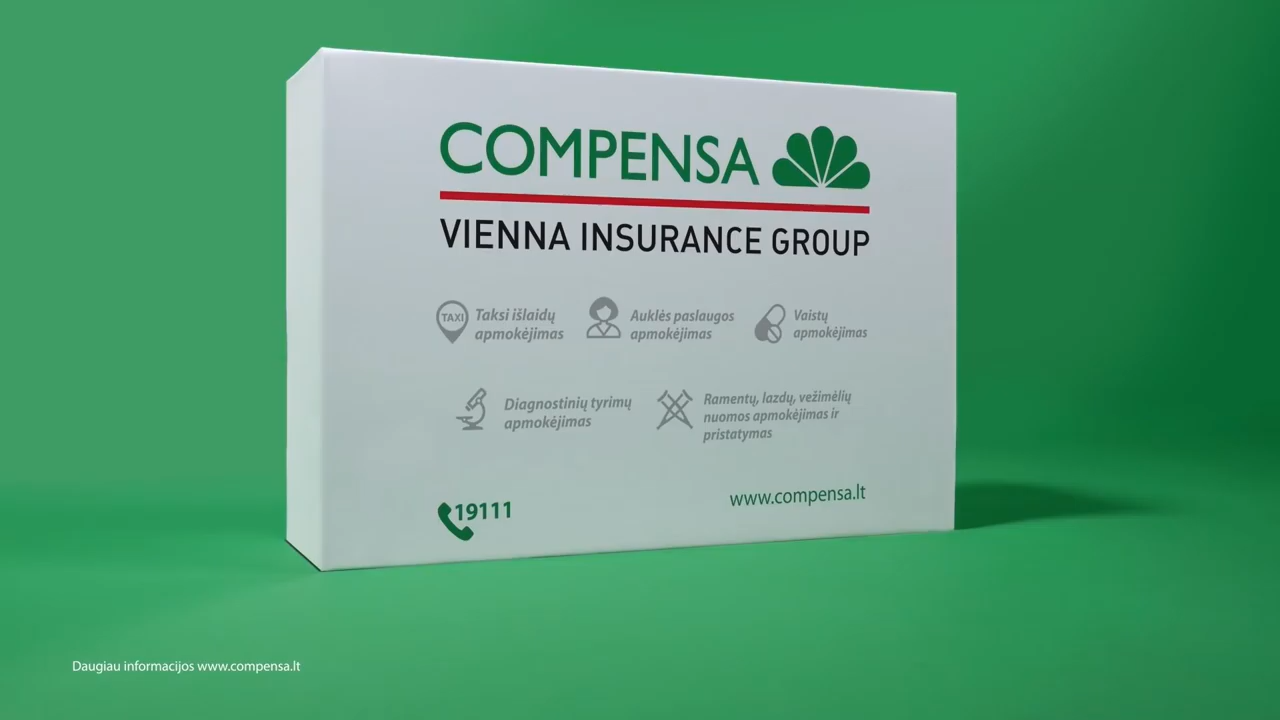 COMPENSA
VIENNA INSURANCE GROUP
TAXI
Taksi išlaidų
apmokėjimas
Auklės paslaugos
apmokėjimas
Vaistų
apmokėjimas
Diagnostinių tyrimų
apmokėjimas
Ramentų, lazdų, vežimėlių
nuomos apmokėjimas ir
pristatymas
19111
www.compensa.lt
Daugiau informacijos www.compensa.lt